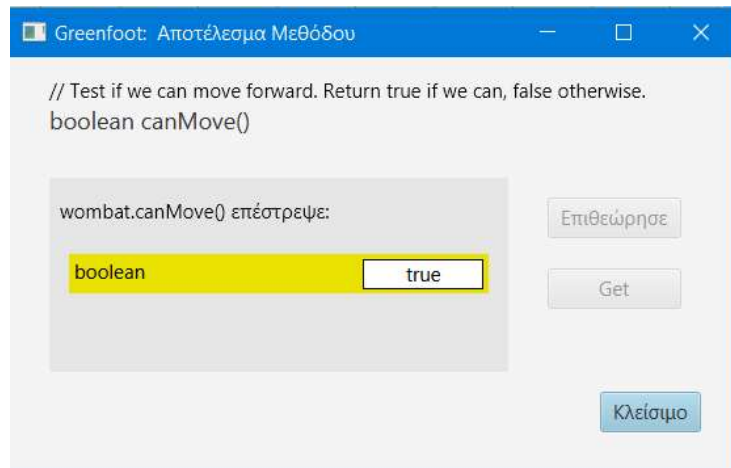 Greenfoot: Αποτέλεσμα Μεθόδου
// Test if we can move forward. Return true if we can, false otherwise.
boolean canMove()
wombat.canMove() επέστρεψε:
Επιθεώρησε
boolean true
Get
Κλείσιμο